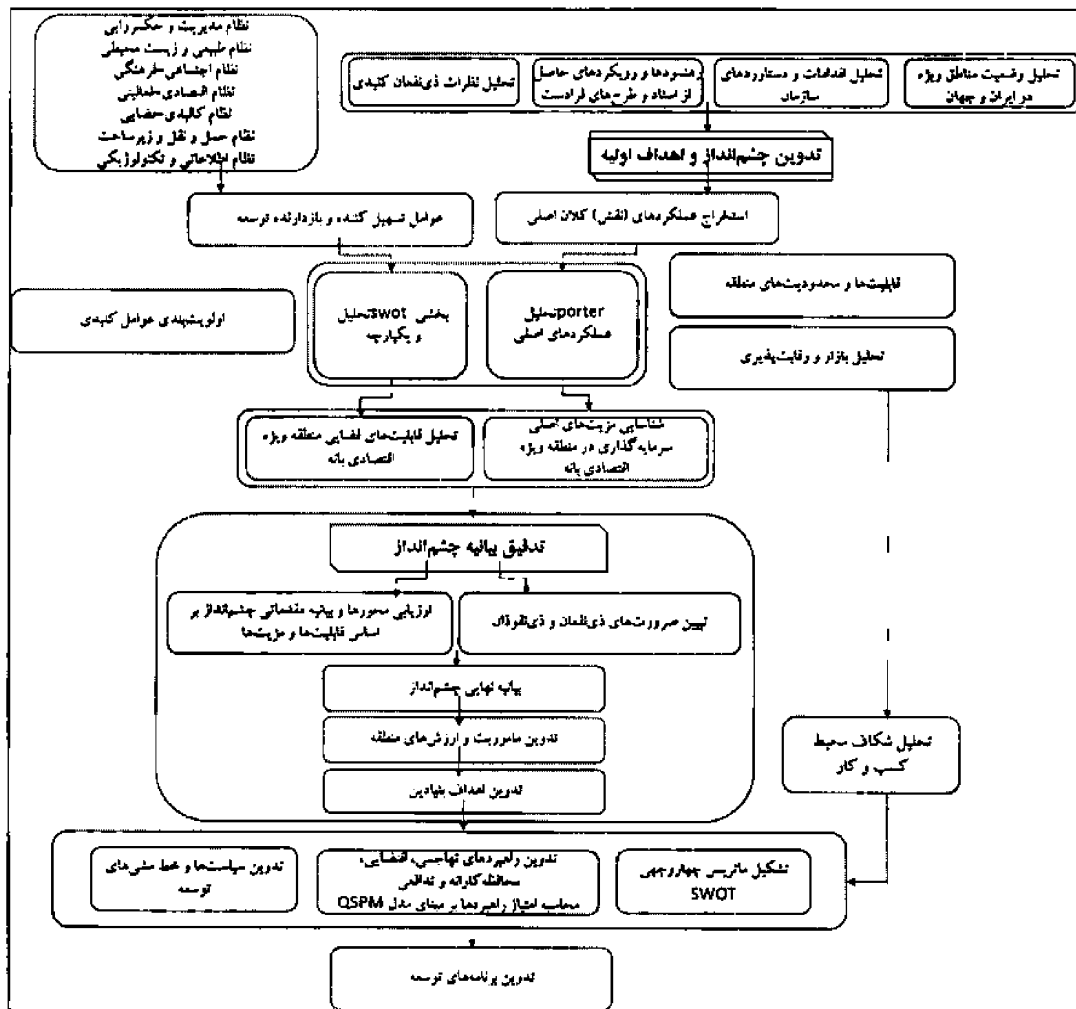 نظام مدیریت و حکمروایی
نظام طبیعی و زیست محیطی
نظام اجتماعی-فرهنگی
نظام اقتصادی-فعالیتی
نظام کالبدی-فضایی
نظام حمل و نقل و زیرساخت
نظام اطلاعاتی و تکنولوژیکی
تحلیل وضعیت مناطق ویژه
در ایران و جهان
تحلیل اقدامات و دستاوردهای
سازمان
رهنمودها و رویکردهای حاصل
از اسناد و طرح‌های فرادست
تحلیل نظرات ذی‌نفعان کلیدی
تدوین چشم‌انداز و اهداف اولیه
استخراج عملکردهای (نقش) کلان اصلی
عوامل تسهیل کننده و بازدارنده توسعه
قابلیت‌ها و محدودیت‌های منطقه
تحلیل porter
عملکردهای اصلی
تحلیل swot بخشی
و یکپارچه
اولویتبندی عوامل کلیدی
تحلیل بازار و رقابت‌پذیری
شناسایی مزیت‌های اصلی
سرمایه‌گذاری در منطقه ویژه
اقتصادی بانه
تحلیل قابلیت‌های فضایی منطقه ویژه
اقتصادی بانه
تدقیق بیانیه چشم‌انداز
تبیین ضرورت‌های ذی‌نفعان و ذی‌نفوذان
ارزیابی محورها و بیانیه مقدماتی چشم‌انداز بر
اساس قابلیت‌ها و مزیت‌ها
بیانیه نهایی چشم‌انداز
تدوین ماموریت و ارزش‌های منطقه
تدوین اهداف بنیادین
تحلیل شکاف محیط
کسب و کار
تشکیل ماتریس چهاروجهی
SWOT
تدوین راهبردهای تهاجمی، اقتضایی،
محافظه‌کارانه و تدافعی
محاسبه امتیاز راهبردها بر مبنای مدل QSPM
تدوین سیاست‌ها و خط مشی‌های
توسعه
تدوین برنامه‌های توسعه